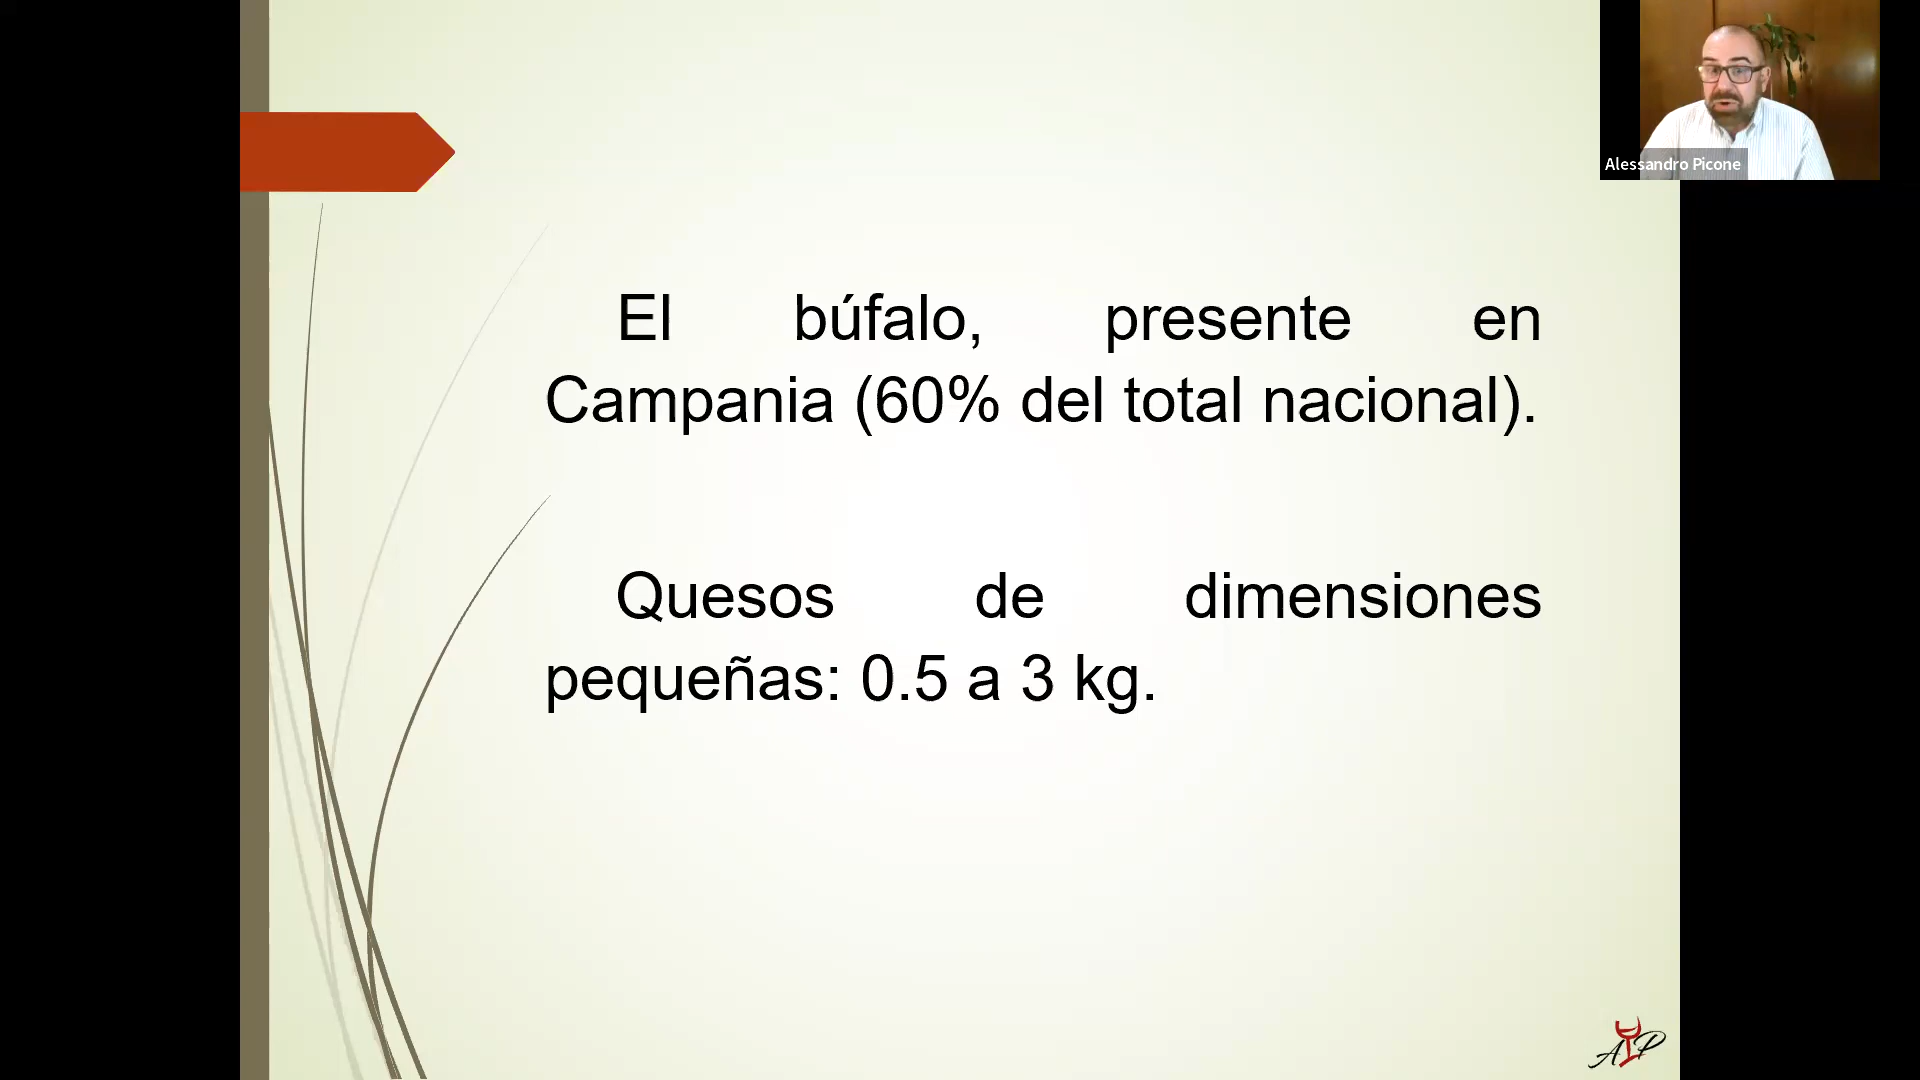 Alessandro Picone
El búfalo, presente en
Campania (60% del total nacional).
Quesos de dimensiones
pequeñas: 0.5 a 3 kg.
AP